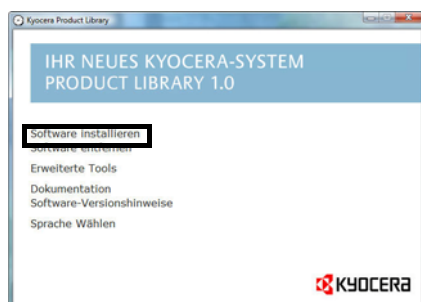 Kyocera Product Library
IHR NEUES KYOCERA-SYSTEM
PRODUCT LIBRARY 1.0
Software installieren
Software entfernen
Erweiterte Tools
Dokumentation
Software-Versionshinweise
Sprache Wählen
KYOCERA